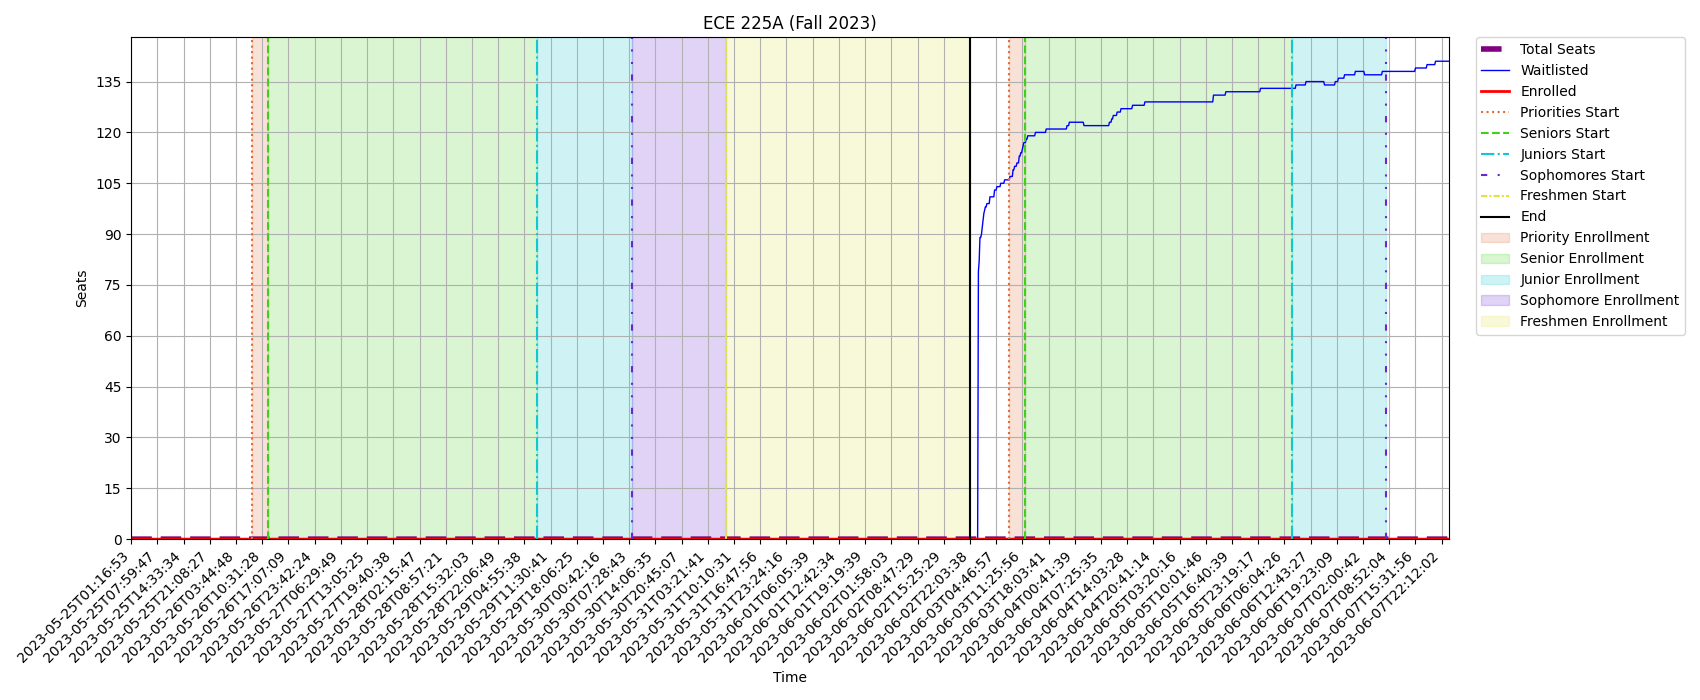 ECE 225A (Fall 2023)
Seats
135
120
105
90
75
60
45
30
15
0
2023-05-25T01:16:53
2023-05-25T07:59:47
2023-05-25T14:33:34
2023-05-25T21:08:27
2023-05-26T03:44:48
2023-05-26T10:31:28
2023-05-26T17:07:09
2023-05-26T23:42:24
2023-05-27T06:29:49
2023-05-27T13:05:25
2023-05-27T19:40:38
2023-05-28T02:15:47
2023-05-28T08:57:21
2023-05-28T15:32:03
2023-05-28T22:06:49
2023-05-29T04:55:38
2023-05-29T11:30:41
2023-05-29T18:06:25
2023-05-30T00:42:16
2023-05-30T07:28:43
2023-05-30T14:06:35
2023-05-30T20:45:07
2023-05-31T03:21:41
2023-05-31T10:10:31
2023-05-31T16:47:56
2023-05-31T23:24:16
2023-06-01T06:05:39
2023-06-01T12:42:34
2023-06-01T19:19:39
2023-06-02T01:58:03
2023-06-02T08:47:29
2023-06-02T15:25:29
2023-06-02T22:03:38
2023-06-03T04:46:57
2023-06-03T11:25:56
2023-06-03T18:03:41
2023-06-04T00:41:39
2023-06-04T07:25:35
2023-06-04T14:03:28
2023-06-04T20:41:14
2023-06-05T03:20:16
2023-06-05T10:01:46
2023-06-05T16:40:39
2023-06-05T23:19:17
2023-06-06T06:04:26
2023-06-06T12:43:27
2023-06-06T19:23:09
2023-06-07T02:00:42
2023-06-07T08:52:04
2023-06-07T15:31:56
2023-06-07T22:12:02
Time
Total Seats
Waitlisted
Enrolled
Priorities Start
Seniors Start
Juniors Start
Sophomores Start
Freshmen Start
End
Priority Enrollment
Senior Enrollment
Junior Enrollment
Sophomore Enrollment
Freshmen Enrollment